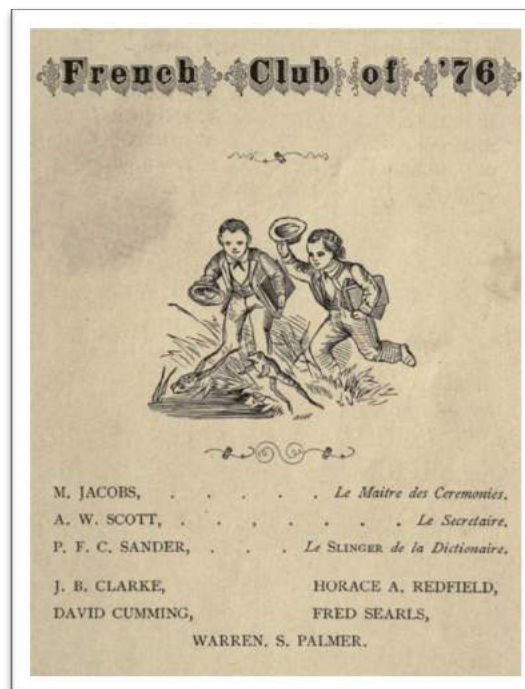 French Club of '76
M. JACOBS, . . . . . Le Maitre des Ceremonies.
A. W. SCOTT, . . . . . . . Le Secretaire.
P. F. C. SANDER, . . . Le SLINGER de la Dictionaire.
J. B. CLARKE, HORACE A. REDFIELD,
DAVID CUMMING, FRED SEARLS,
WARREN. S. PALMER.